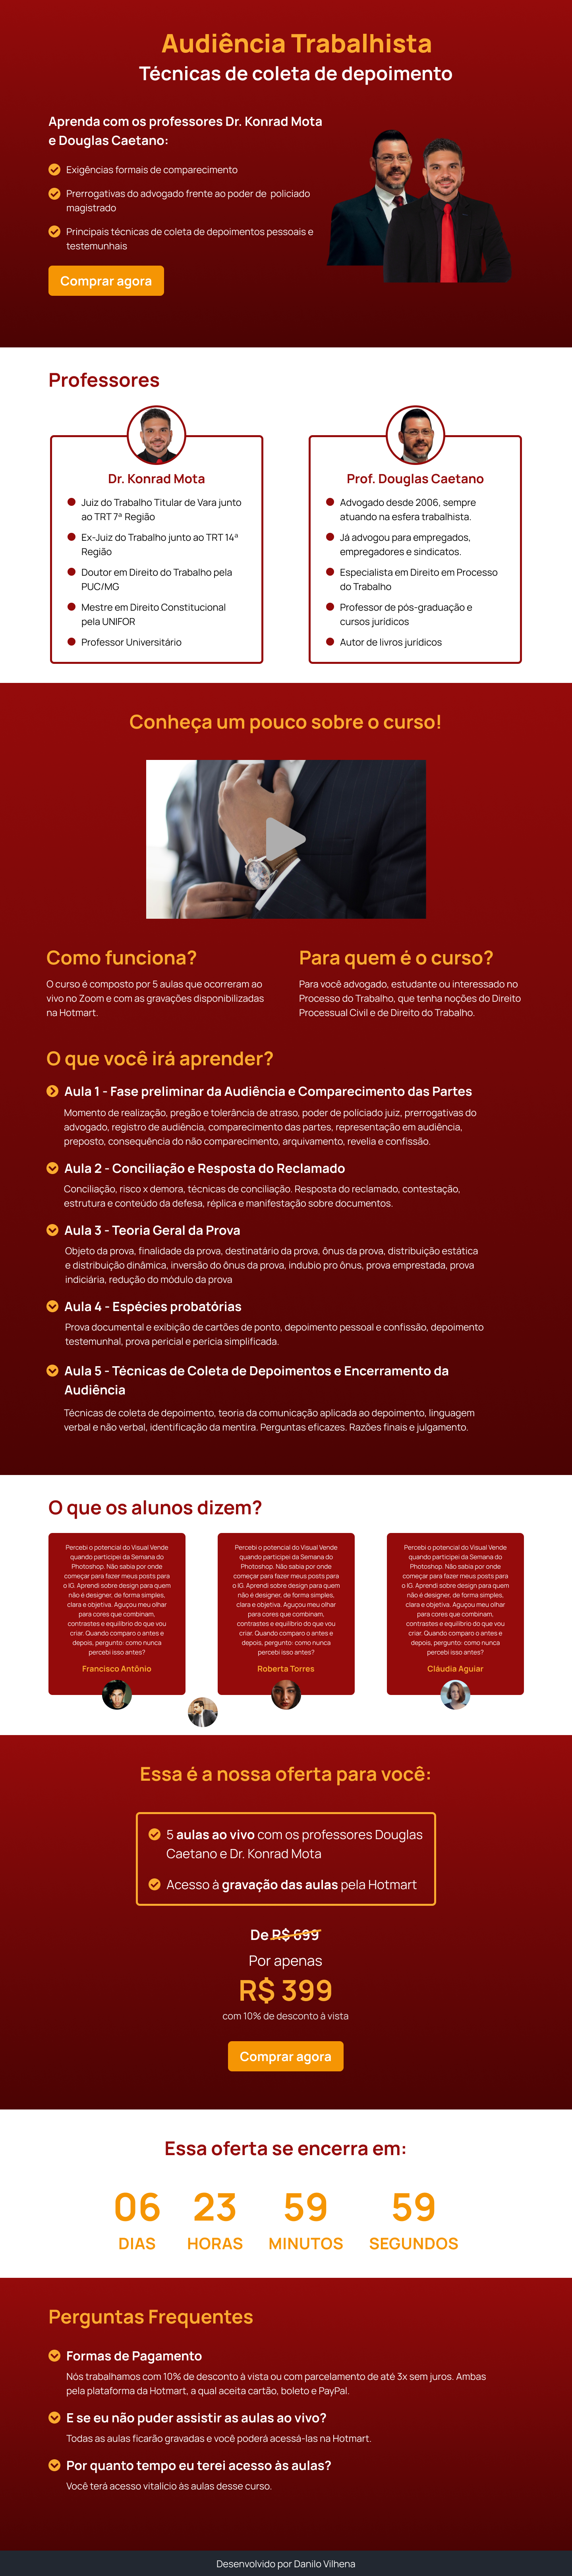 Audiência Trabalhista
Técnicas de coleta de depoimento
Aprenda com os professores Dr. Konrad Mota
e Douglas Caetano:
Exigências formais de comparecimento
Prerrogativas do advogado frente ao poder de policiado
magistrado
Principais técnicas de coleta de depoimentos pessoais e
testemunhais
Comprar agora
Professores
Dr. Konrad Mota
Juiz do Trabalho Titular de Vara junto
ao TRT 7ª Região
Ex-Juiz do Trabalho junto ao TRT 14ª
Região
Doutor em Direito do Trabalho pela
PUC/MG
Mestre em Direito Constitucional
pela UNIFOR
Professor Universitário
Prof. Douglas Caetano
Advogado desde 2006, sempre
atuando na esfera trabalhista.
Já advogou para empregados,
empregadores e sindicatos.
Especialista em Direito em Processo
do Trabalho
Professor de pós-graduação e
cursos jurídicos
Autor de livros jurídicos
Conheça um pouco sobre o curso!
Como funciona?
O curso é composto por 5 aulas que ocorreram ao
vivo no Zoom e com as gravações disponibilizadas
na Hotmart.
Para quem é o curso?
Para você advogado, estudante ou interessado no
Processo do Trabalho, que tenha noções do Direito
Processual Civil e de Direito do Trabalho.
O que você irá aprender?
Aula 1 - Fase preliminar da Audiência e Comparecimento das Partes
Momento de realização, pregão e tolerância de atraso, poder de policiado juiz, prerrogativas do
advogado, registro de audiência, comparecimento das partes, representação em audiência,
preposto, consequência do não comparecimento, arquivamento, revelia e confissão.
Aula 2 - Conciliação e Resposta do Reclamado
Conciliação, risco x demora, técnicas de conciliação. Resposta do reclamado, contestação,
estrutura e conteúdo da defesa, réplica e manifestação sobre documentos.
Aula 3 - Teoria Geral da Prova
Objeto da prova, finalidade da prova, destinatário da prova, ônus da prova, distribuição estática
e distribuição dinâmica, inversão do ônus da prova, indubio pro ônus, prova emprestada, prova
indiciária, redução do módulo da prova
Aula 4 - Espécies probatórias
Prova documental e exibição de cartões de ponto, depoimento pessoal e confissão, depoimento
testemunhal, prova pericial e perícia simplificada.
Aula 5 - Técnicas de Coleta de Depoimentos e Encerramento da
Audiência
Técnicas de coleta de depoimento, teoria da comunicação aplicada ao depoimento, linguagem
verbal e não verbal, identificação da mentira. Perguntas eficazes. Razões finais e julgamento.
O que os alunos dizem?
Percebi o potencial do Visual Vende
quando participei da Semana do
Photoshop. Não sabia por onde
começar para fazer meus posts para
o IG. Aprendi sobre design para quem
não é designer, de forma simples,
clara e objetiva. Aguçou meu olhar
para cores que combinam,
contrastes e equilíbrio do que vou
criar. Quando comparo o antes e
depois, pergunto: como nunca
percebi isso antes?
Francisco Antônio
Percebi o potencial do Visual Vende
quando participei da Semana do
Photoshop. Não sabia por onde
começar para fazer meus posts para
o IG. Aprendi sobre design para quem
não é designer, de forma simples,
clara e objetiva. Aguçou meu olhar
para cores que combinam,
contrastes e equilíbrio do que vou
criar. Quando comparo o antes e
depois, pergunto: como nunca
percebi isso antes?
Roberta Torres
Percebi o potencial do Visual Vende
quando participei da Semana do
Photoshop. Não sabia por onde
começar para fazer meus posts para
o IG. Aprendi sobre design para quem
não é designer, de forma simples,
clara e objetiva. Aguçou meu olhar
para cores que combinam,
contrastes e equilíbrio do que vou
criar. Quando comparo o antes e
depois, pergunto: como nunca
percebi isso antes?
Cláudia Aguiar
Essa é a nossa oferta para você:
5 aulas ao vivo com os professores Douglas
Caetano e Dr. Konrad Mota
Acesso à gravação das aulas pela Hotmart
De R$ 699
Por apenas
R$ 399
com 10% de desconto à vista
Comprar agora
Essa oferta se encerra em:
06 23 59 59
DIAS HORAS MINUTOS SEGUNDOS
Perguntas Frequentes
Formas de Pagamento
Nós trabalhamos com 10% de desconto à vista ou com parcelamento de até 3x sem juros. Ambas
pela plataforma da Hotmart, a qual aceita cartão, boleto e PayPal.
E se eu não puder assistir as aulas ao vivo?
Todas as aulas ficarão gravadas e você poderá acessá-las na Hotmart.
Por quanto tempo eu terei acesso às aulas?
Você terá acesso vitalício às aulas desse curso.
Desenvolvido por Danilo Vilhena